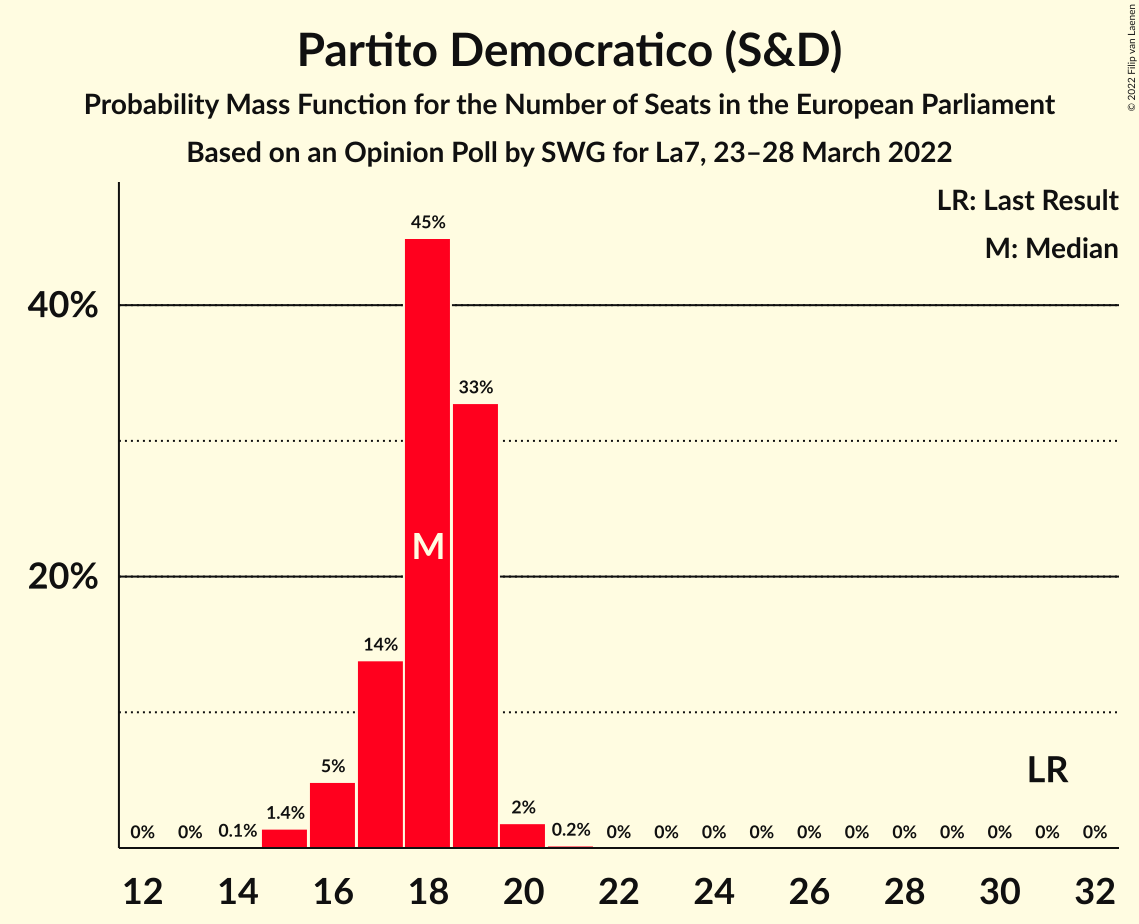 Partito Democratico (S&D)
Probability Mass Function for the Number of Seats in the European Parliament
Based on an Opinion Poll by SWG for La7, 23–28 March 2022
© 2022 Filip van Laenen
LR: Last Result
M: Median
40%
20%
0% 0% 0.1% 1.4% 5% 14% 45% 33% 2% 0.2% 0% 0% 0% 0% 0% 0% 0% 0% 0% 0% 0%
M
LR
12 14 16 18 20 22 24 26 28 30 32